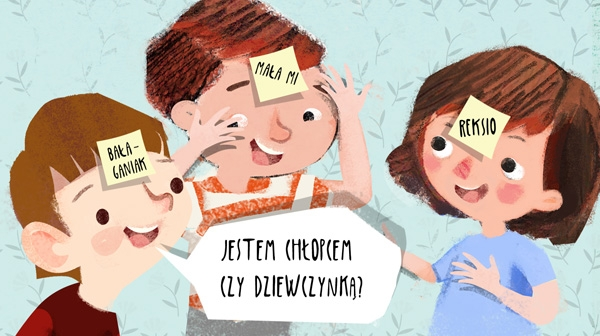 MAŁA MI
BAŁA-
GANIAK
REKSIO
JESTEM CHŁOPCEM
CZY DZIEWCZYNKĄ?